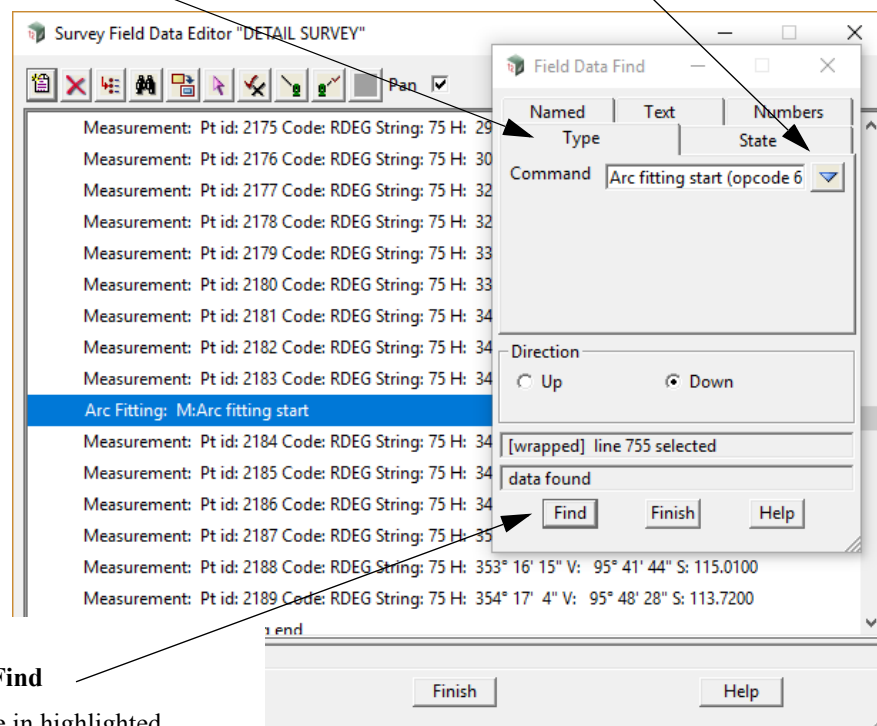 Survey Field Data Editor "DETAIL SURVEY"
Pan
Measurement: Pt id: 2175 Code: RDEG String: 75 H: 29
Measurement: Pt id: 2176 Code: RDEG String: 75 H: 30
Measurement: Pt id: 2177 Code: RDEG String: 75 H: 32
Measurement: Pt id: 2178 Code: RDEG String: 75 H: 32
Measurement: Pt id: 2179 Code: RDEG String: 75 H: 33
Measurement: Pt id: 2180 Code: RDEG String: 75 H: 33
Measurement: Pt id: 2181 Code: RDEG String: 75 H: 34
Measurement: Pt id: 2182 Code: RDEG String: 75 H: 34
Measurement: Pt id: 2183 Code: RDEG String: 75 H: 34
Arc Fitting: M:Arc fitting start
Measurement: Pt id: 2184 Code: RDEG String: 75 H: 34
Measurement: Pt id: 2185 Code: RDEG String: 75 H: 34
Measurement: Pt id: 2186 Code: RDEG String: 75 H: 34
Measurement: Pt id: 2187 Code: RDEG String: 75 H: 35
Measurement: Pt id: 2188 Code: RDEG String: 75 H: 353° 16' 15" V: 95° 41' 44" S: 115.0100
Measurement: Pt id: 2189 Code: RDEG String: 75 H: 354° 17' 4" V: 95° 48' 28" S: 113.7200
end
Field Data Find
Named Text Numbers
Type State
Command Arc fitting start (opcode 6
Direction
Up Down
[wrapped] line 755 selected
data found
Find Finish Help
Find
in highlighted
Finish Help